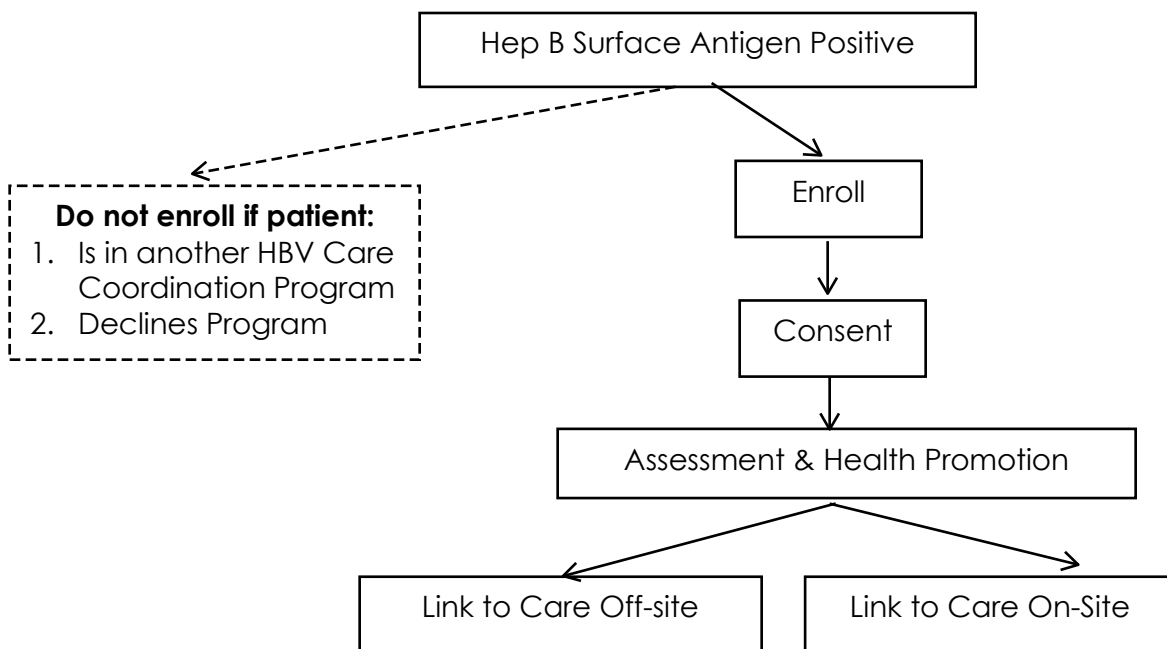 Hep B Surface Antigen Positive
Do not enroll if patient:
1. Is in another HBV Care
Coordination Program
2. Declines Program
Enroll
Consent
Assessment & Health Promotion
Link to Care Off-site
Link to Care On-Site